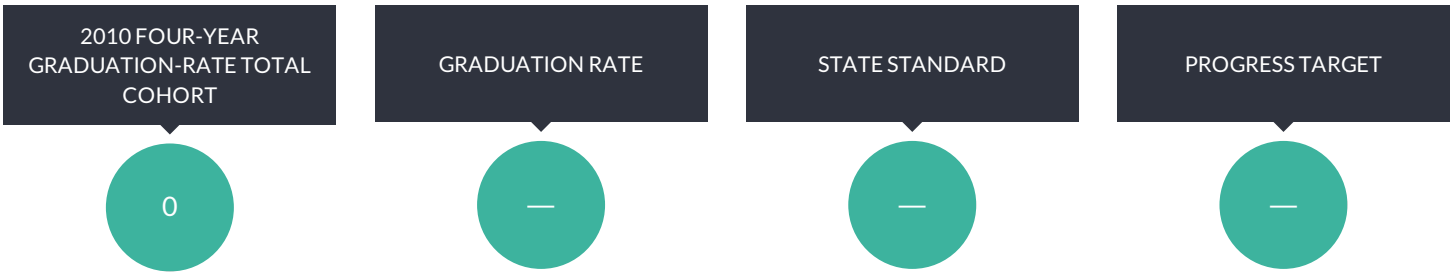 2010 FOUR-YEAR
GRADUATION-RATE TOTAL
COHORT
GRADUATION RATE
STATE STANDARD
PROGRESS TARGET
0
—
—
—